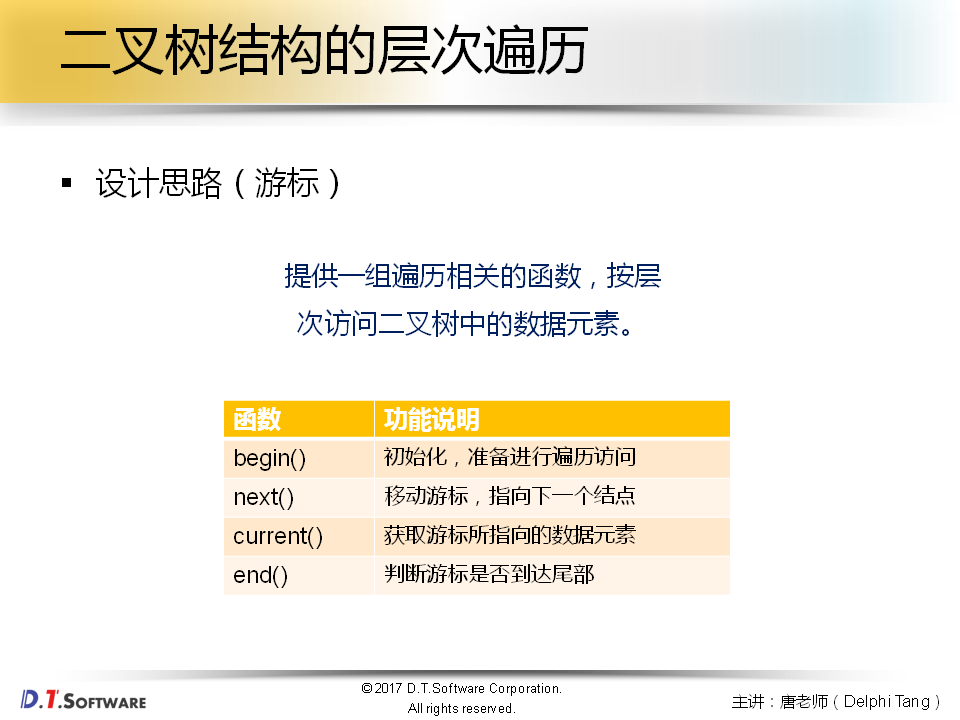 二叉树结构的层次遍历
▪ 设计思路（游标）
提供一组遍历相关的函数，按层
次访问二叉树中的数据元素。
函数 功能说明
begin() 初始化，准备进行遍历访问
next() 移动游标，指向下一个结点
current() 获取游标所指向的数据元素
end() 判断游标是否到达尾部
D.T.SOFTWARE
©2017 D.T.Software Corporation.
All rights reserved.
主讲：唐老师（Delphi Tang）